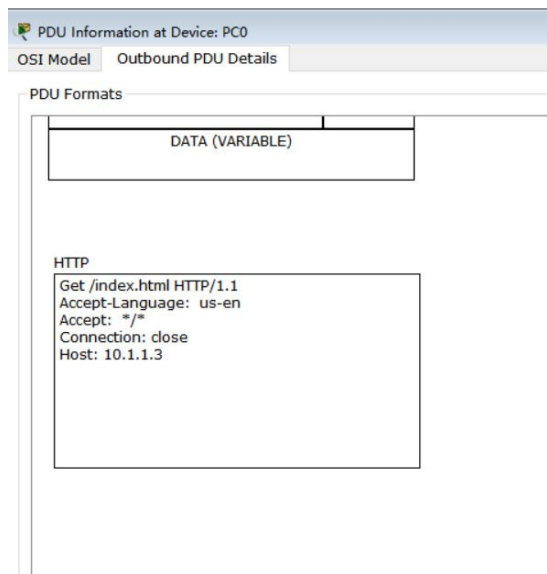 PDU Information at Device: PC0
OSI Model Outbound PDU Details
PDU Formats
DATA (VARIABLE)
HTTP
Get /index.html HTTP/1.1
Accept-Language: us-en
Accept: */*
Connection: close
Host: 10.1.1.3